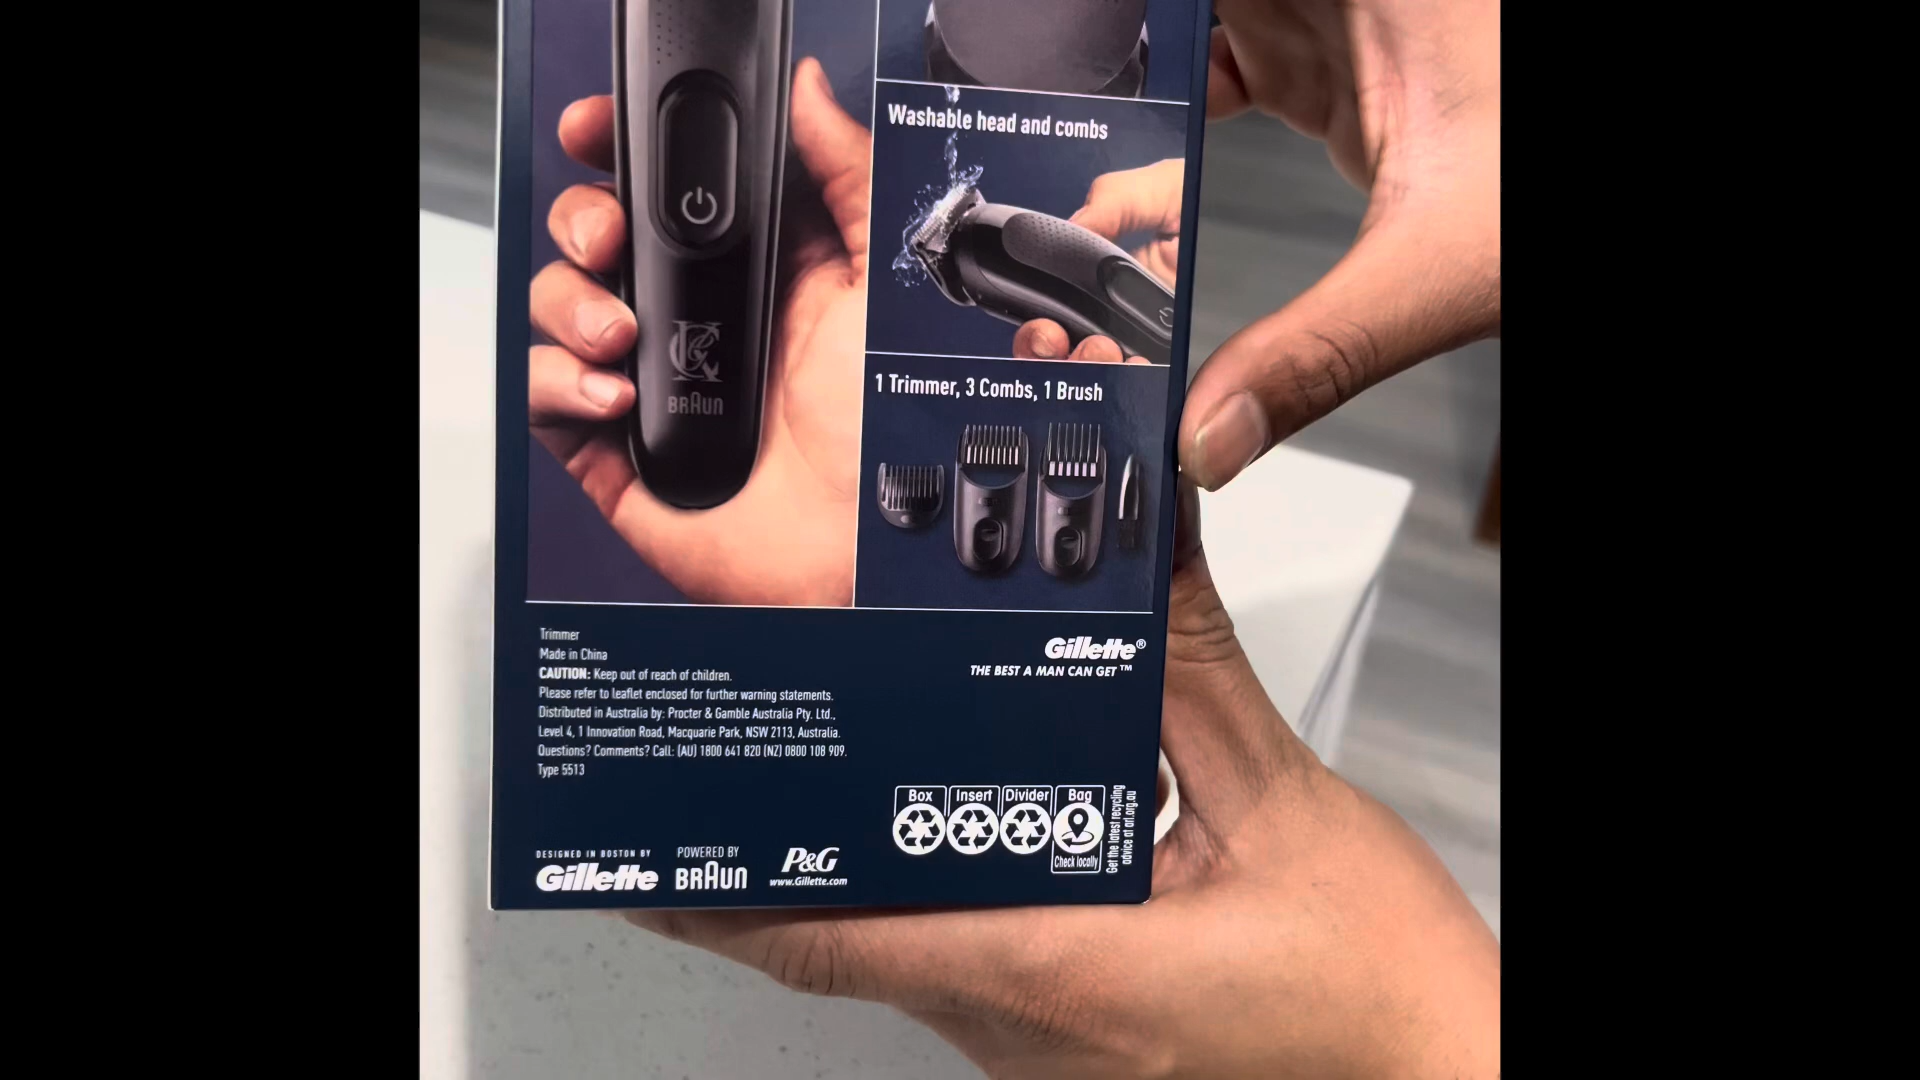 BRAUN
Washable head and combs
1 Trimmer, 3 Combs, 1 Brush
Trimmer
Made in China
CAUTION: Keep out of reach of children.
Please refer to leaflet enclosed for further warning statements.
Distributed in Australia by: Procter & Gamble Australia Pty. Ltd.,
Level 4, 1 Innovation Road, Macquarie Park, NSW 2113, Australia.
Questions? Comments? Call: (AU) 1800 641 820 (NZ) 0800 108 909.
Type 5513
Gillette®
THE BEST A MAN CAN GET™
Box Insert Divider Bag
Check locally
Get the latest recycling
advice at arl.org.au
DESIGNED IN BOSTON BY
Gillette
POWERED BY
BRAUN
P&G
www.Gillette.com